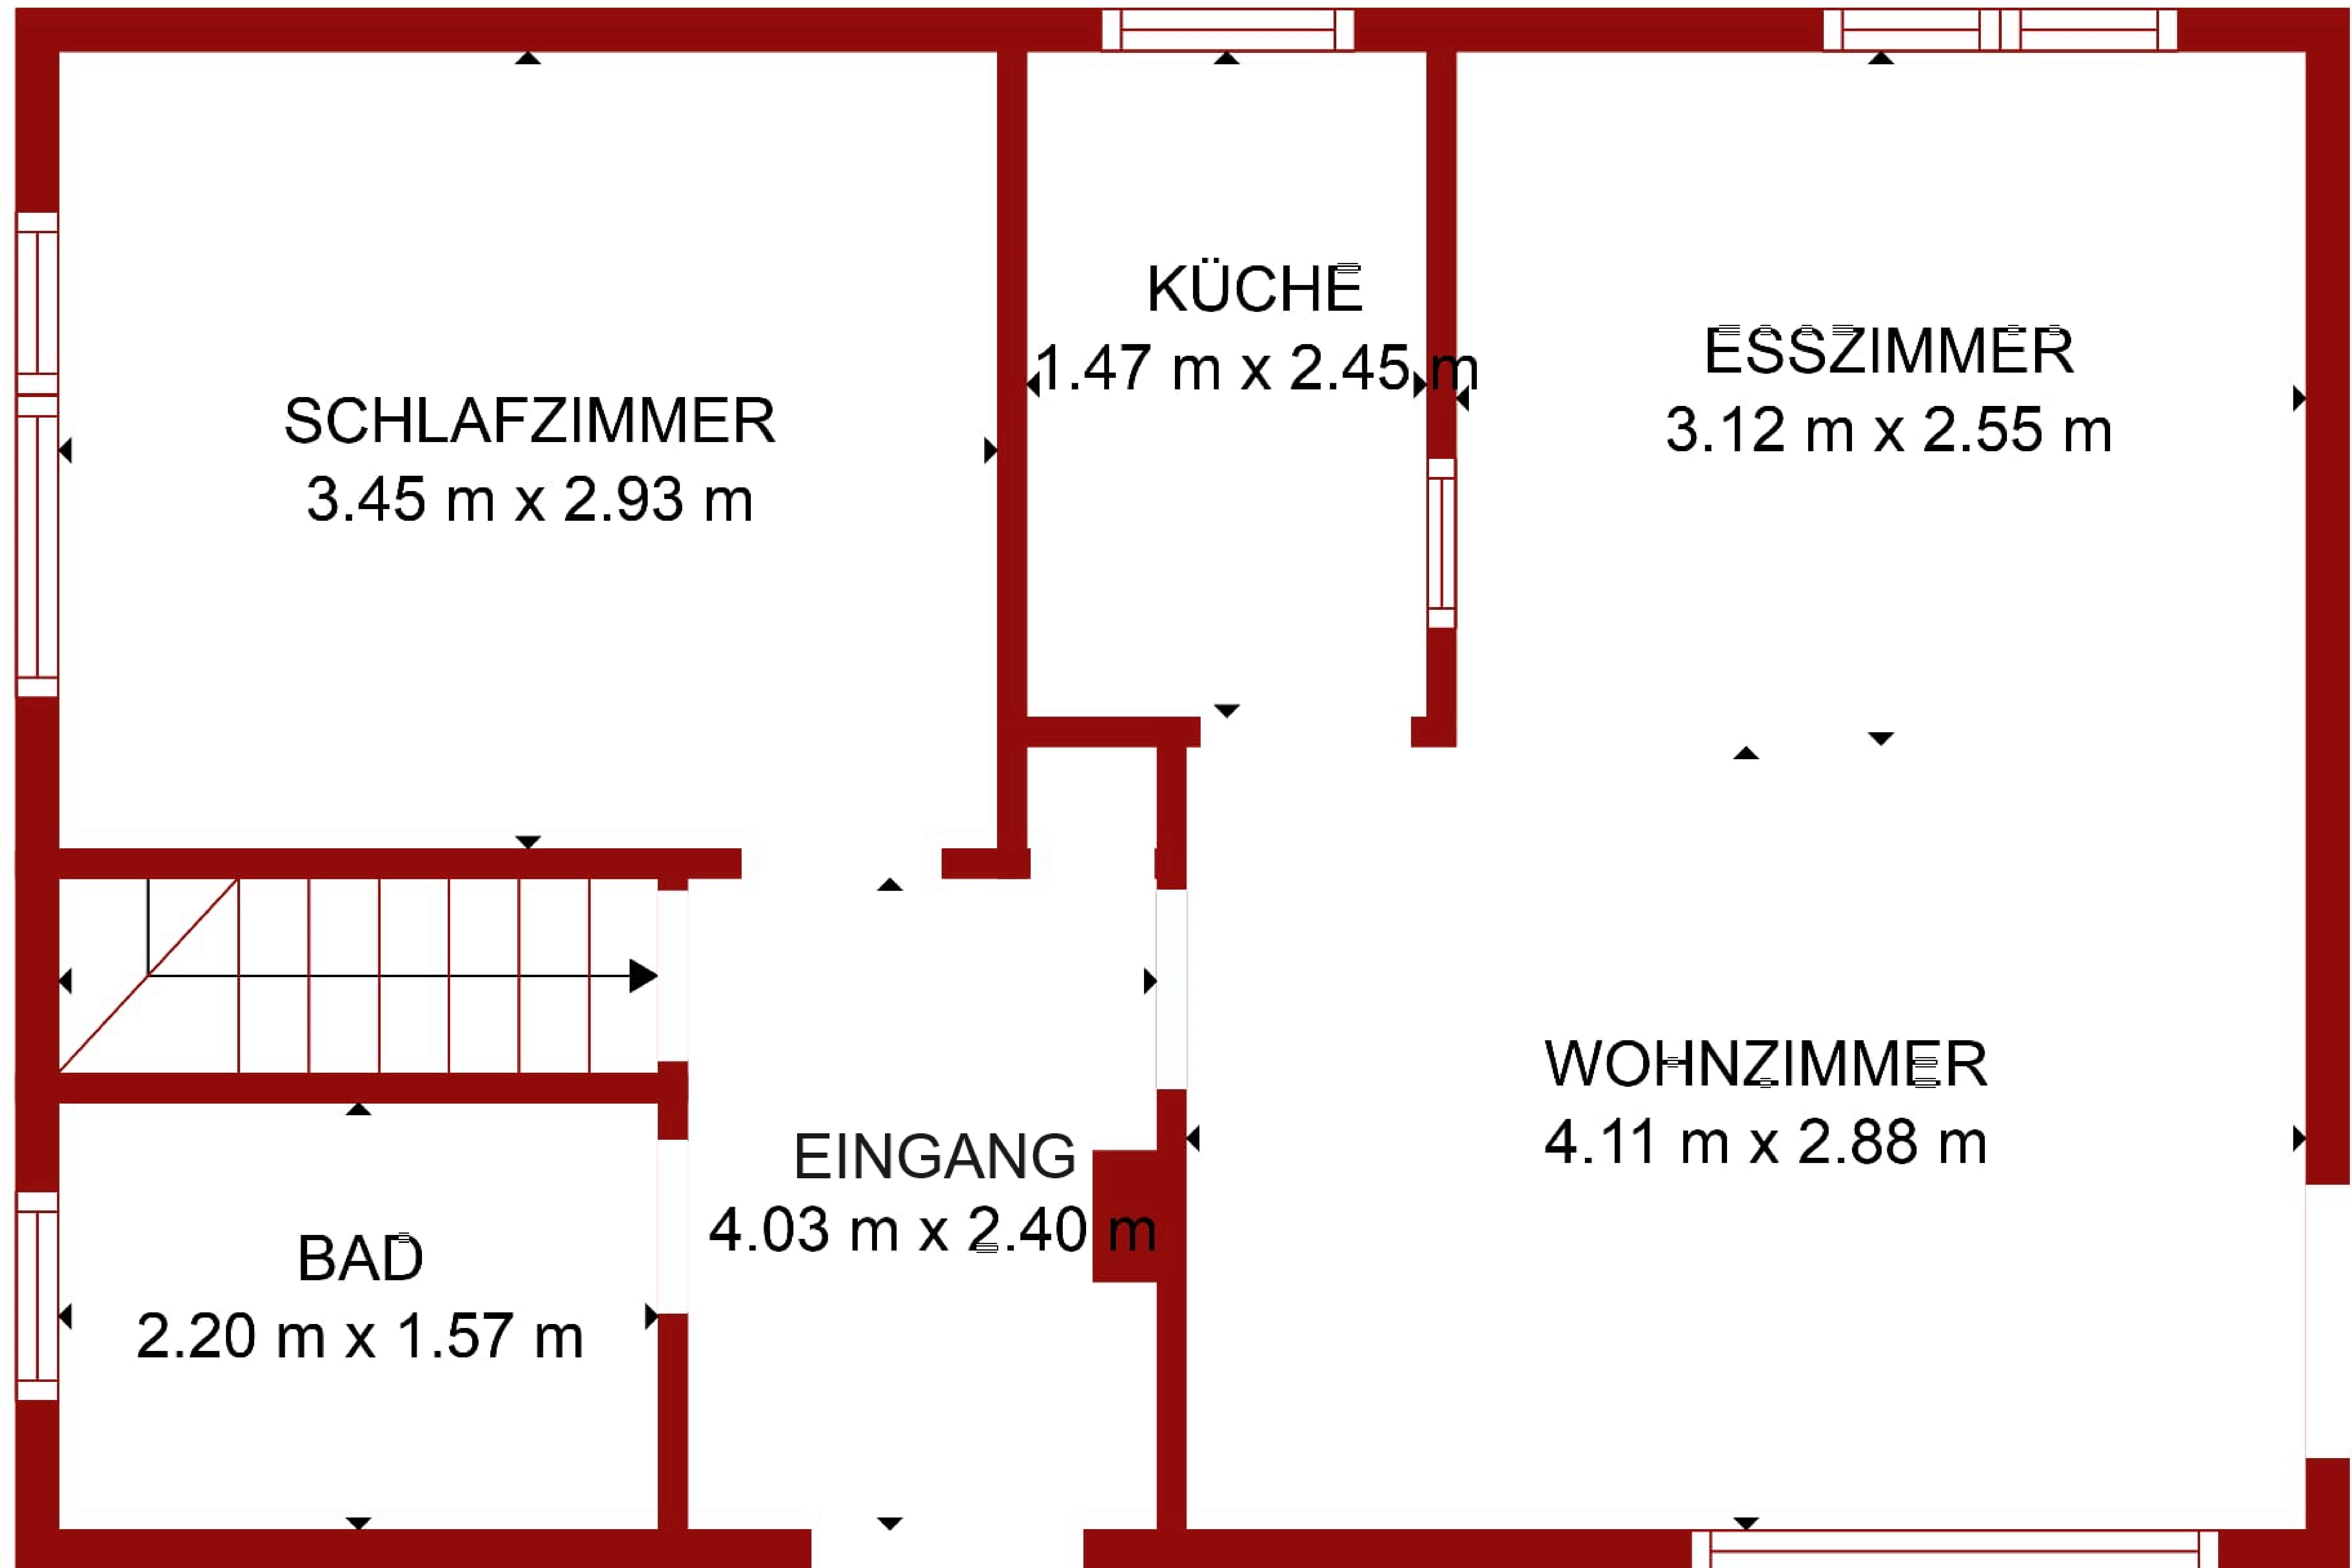 KÜCHE
1.47 m x 2.45 m
ESSZIMMER
3.12 m x 2.55 m
SCHLAFZIMMER
3.45 m x 2.93 m
WOHNZIMMER
4.11 m x 2.88 m
EINGANG
4.03 m x 2.40 m
BAD
2.20 m x 1.57 m